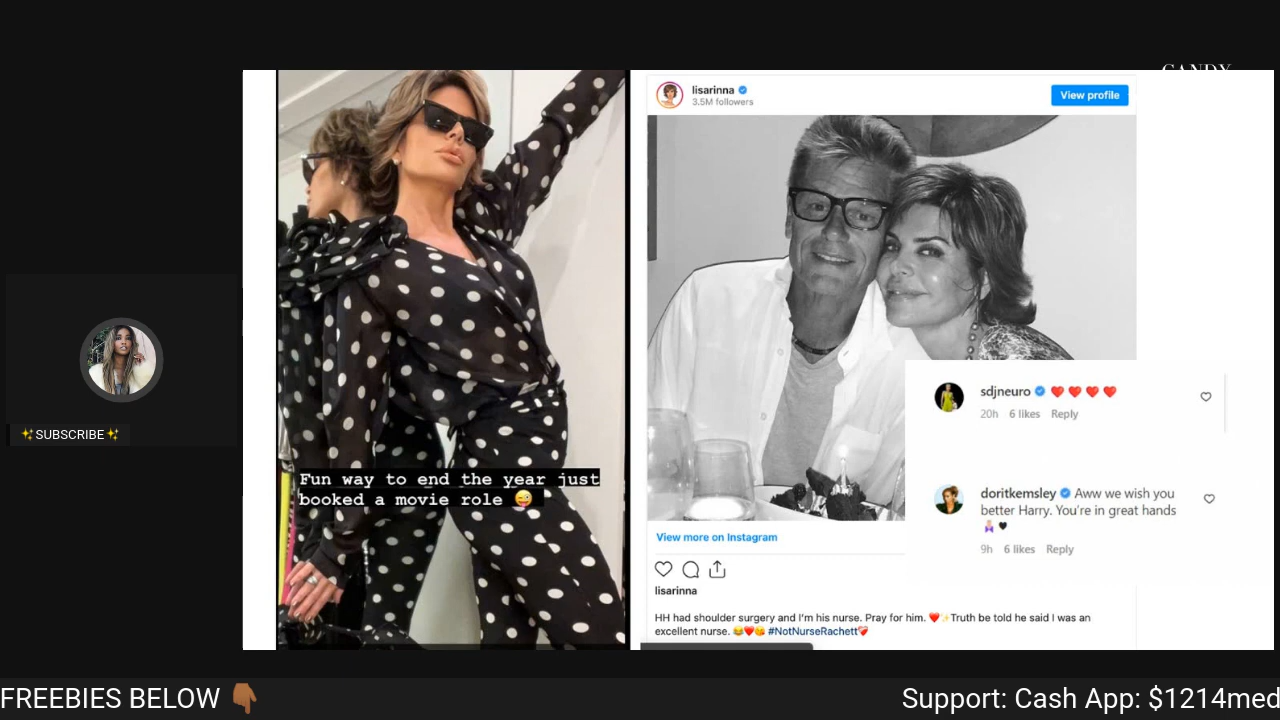 CANDY
lisarinna
3.5M followers
View profile
Fun way to end the year just
booked a movie role 😜
sdjneuro ❤️ ❤️ ❤️ ❤️
20h 6 likes Reply
doritkemsley Aww we wish you
better Harry. You're in great hands
9h 6 likes Reply
View more on Instagram
lisarinna
HH had shoulder surgery and I'm his nurse. Pray for him. ❤️✨Truth be told he said I was an
excellent nurse. 😂❤️😘 #NotNurseRachett💖
✨SUBSCRIBE✨
FREEBIES BELOW 👇🏾
Support: Cash App: $1214med